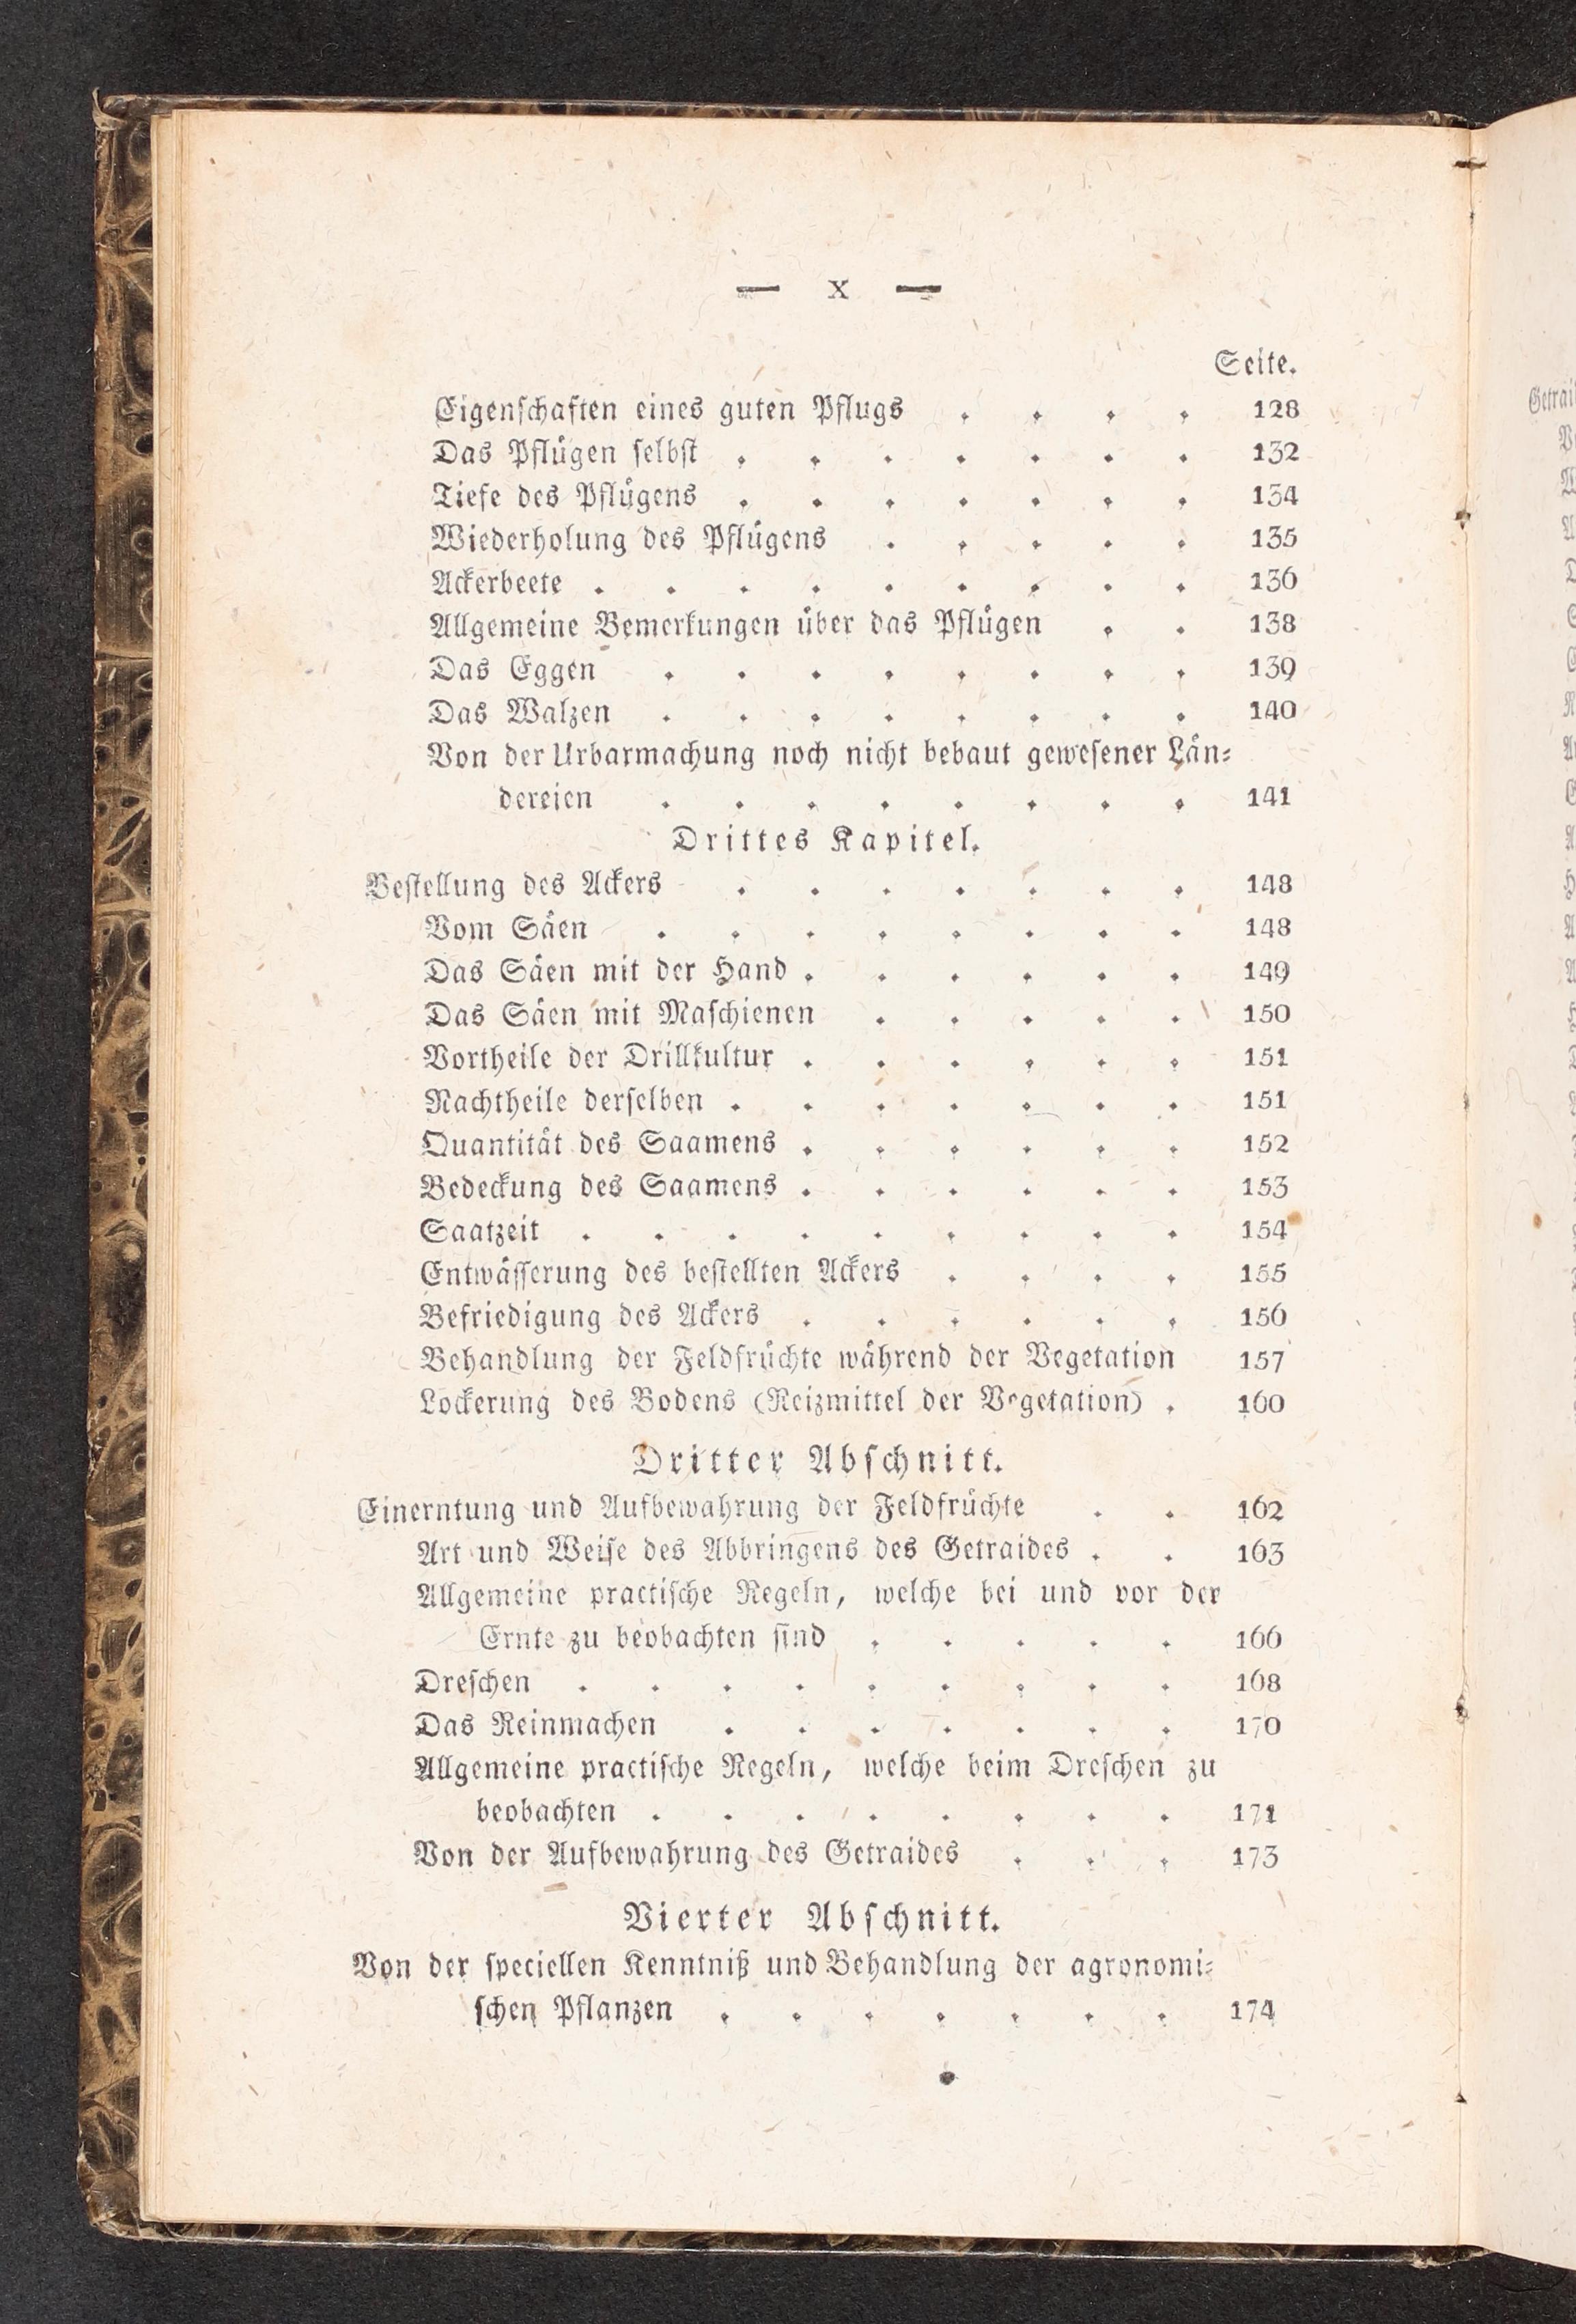 — X —
Seite.
Eigenschaften eines guten Pflugs . . . . 128
Das Pflügen selbst . . . . . . . 132
Tiefe des Pflügens . . . . . . . 134
Wiederholung des Pflügens . . . . . 135
Ackerbeete . . . . . . . . . 136
Allgemeine Bemerkungen über das Pflügen . . 138
Das Eggen . . . . . . . . 139
Das Walzen . . . . . . . . 140
Von der Urbarmachung noch nicht bebaut gewesener Län-
dereien . . . . . . . . 141
Drittes Kapitel.
Bestellung des Ackers . . . . . . . 148
Vom Säen . . . . . . . . 148
Das Säen mit der Hand . . . . . . 149
Das Säen mit Maschienen . . . . . 150
Vortheile der Drillkultur . . . . . . 151
Nachtheile derselben . . . . . . . 151
Quantität des Saamens . . . . . . 152
Bedeckung des Saamens . . . . . . 153
Saatzeit . . . . . . . . . 154
Entwässerung des bestellten Ackers . . . . 155
Befriedigung des Ackers . . . . . . 156
Behandlung der Feldfrüchte während der Vegetation 157
Lockerung des Bodens (Reizmittel der Vegetation) . 160
Dritter Abschnitt.
Einerntung und Aufbewahrung der Feldfrüchte . . 162
Art und Weise des Abbringens des Getraides . . 163
Allgemeine practische Regeln, welche bei und vor der
Ernte zu beobachten sind . . . . . 166
Dreschen . . . . . . . . . 168
Das Reinmachen . . . . . . . 170
Allgemeine practische Regeln, welche beim Dreschen zu
beobachten . . . . . . . . 171
Von der Aufbewahrung des Getraides . . . 173
Vierter Abschnitt.
Von der speciellen Kenntniß und Behandlung der agronomi-
schen Pflanzen . . . . . . . 174